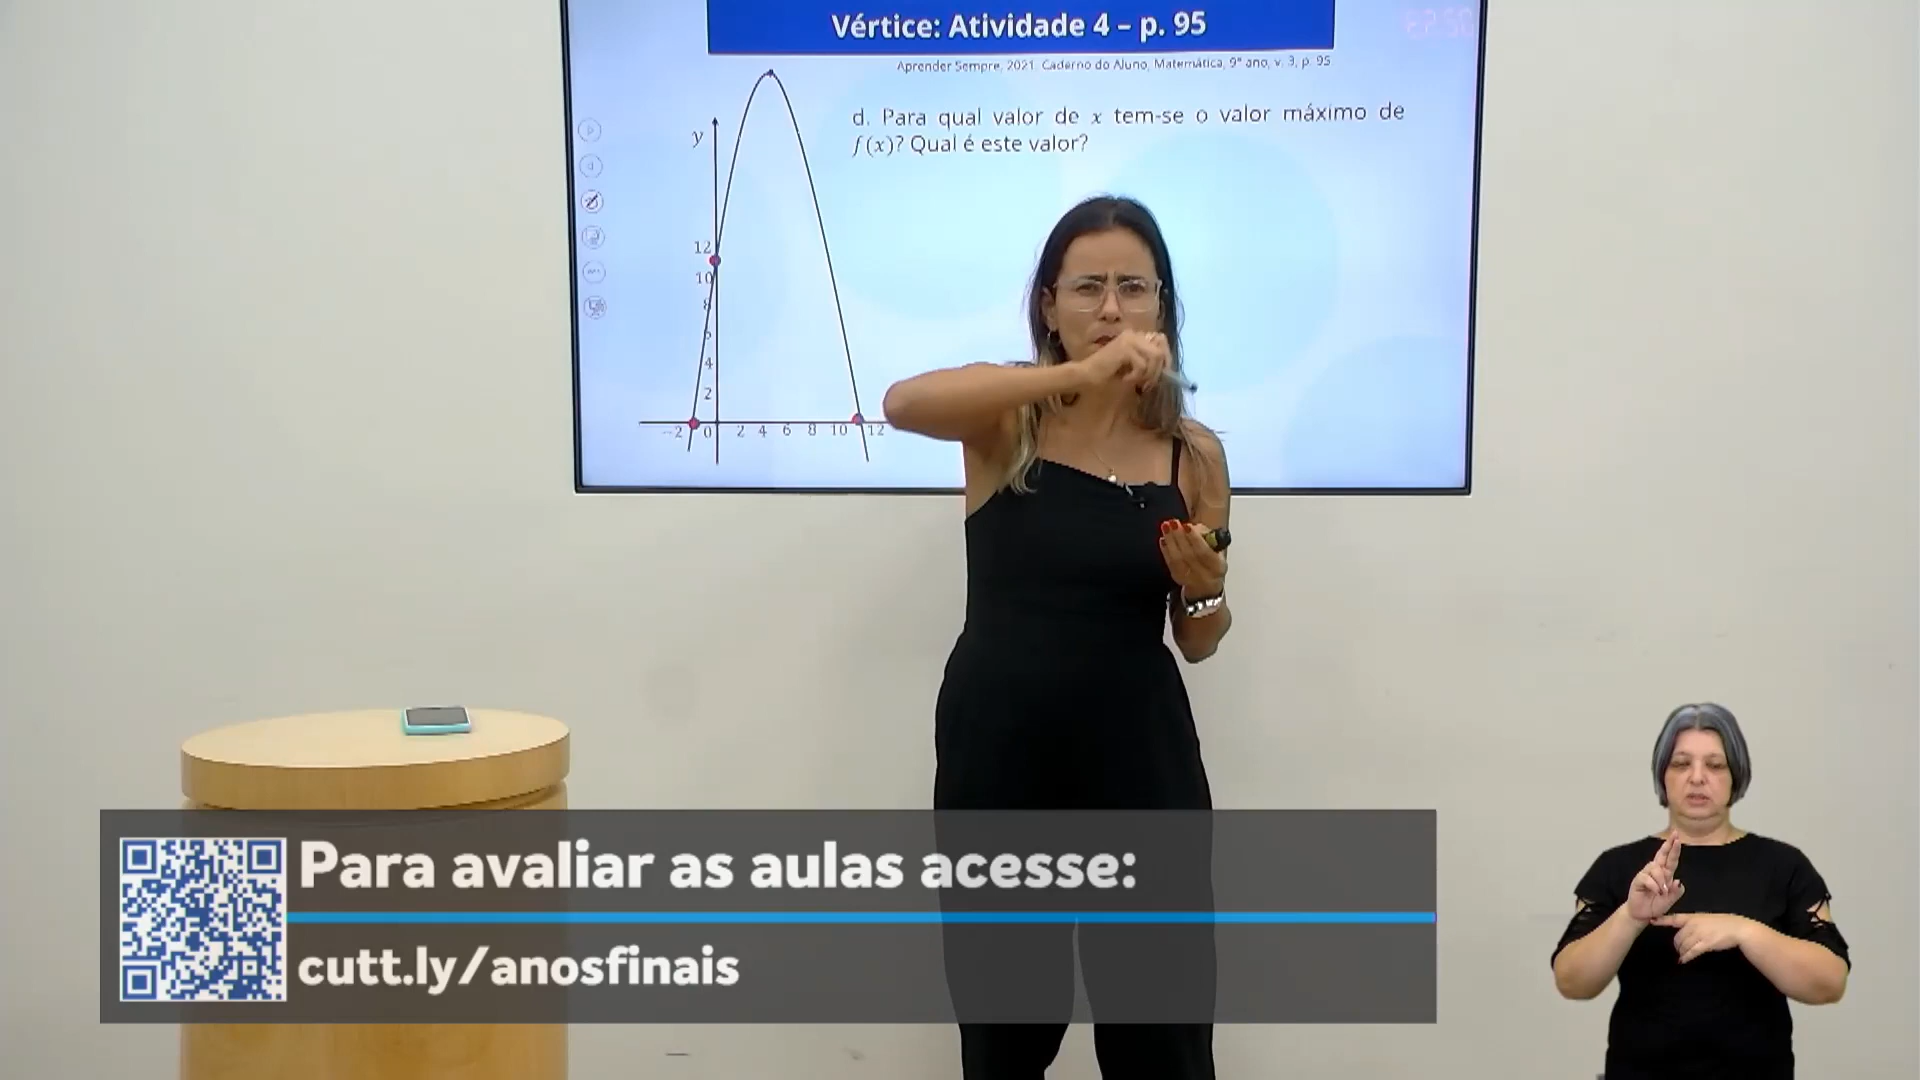 Vértice: Atividade 4 – p. 95
Aprender Sempre, 2021. Caderno do Aluno, Matemática, 9º ano, v. 3, p. 95
d. Para qual valor de x tem-se o valor máximo de
f(x)? Qual é este valor?
y
12
10
8
6
4
2
-2 0 2 4 6 8 10 12
Para avaliar as aulas acesse:
cutt.ly/anosfinais